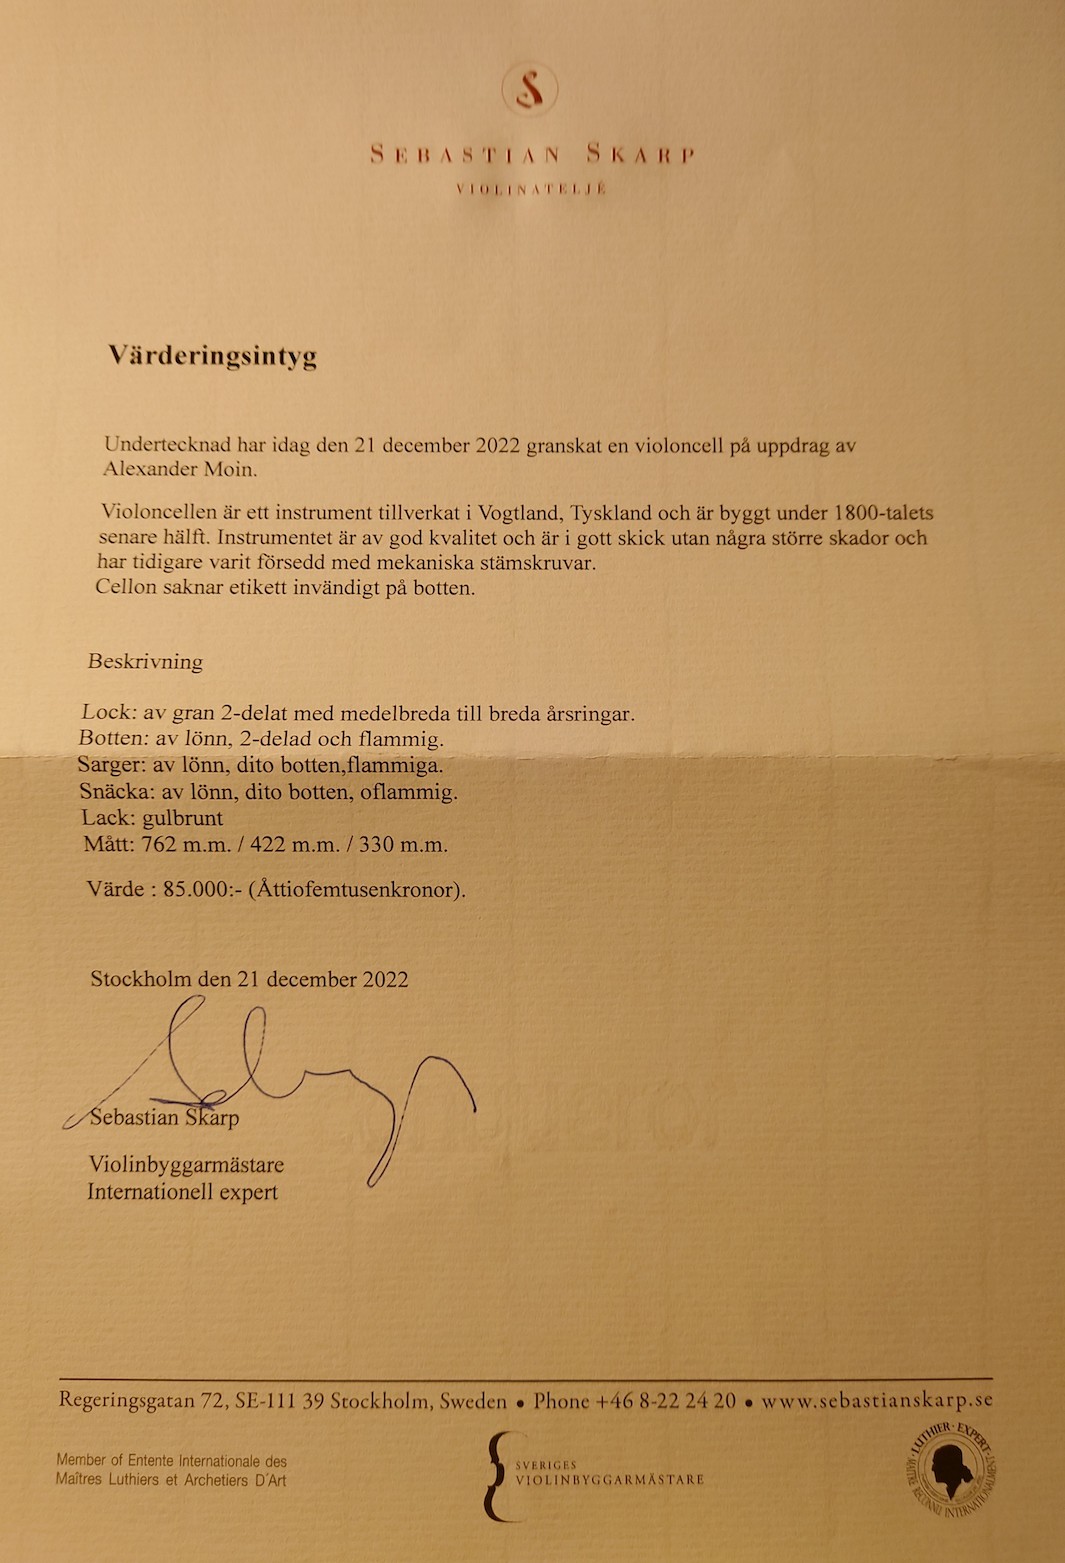 S
SEBASTIAN SKARP
VIOLINATELJÉ
Värderingsintyg
Undertecknad har idag den 21 december 2022 granskat en violoncell på uppdrag av
Alexander Moin.
Violoncellen är ett instrument tillverkat i Vogtland, Tyskland och är byggt under 1800-talets
senare hälft. Instrumentet är av god kvalitet och är i gott skick utan några större skador och
har tidigare varit försedd med mekaniska stämskruvar.
Cellon saknar etikett invändigt på botten.
Beskrivning
Lock: av gran 2-delat med medelbreda till breda årsringar.
Botten: av lönn, 2-delad och flammig.
Sarger: av lönn, dito botten,flammiga.
Snäcka: av lönn, dito botten, oflammig.
Lack: gulbrunt
Mått: 762 m.m. / 422 m.m. / 330 m.m.
Värde : 85.000:- (Åttiofemtusenkronor).
Stockholm den 21 december 2022
Sebastian Skarp
Violinbyggarmästare
Internationell expert
Regeringsgatan 72, SE-111 39 Stockholm, Sweden • Phone +46 8-22 24 20 • www.sebastianskarp.se
Member of Entente Internationale des
Maîtres Luthiers et Archetiers D'Art
SVERIGES
VIOLINBYGGARMÄSTARE
LUTHIER · EXPERT
MAITRE RECONNU INTERNATIONALMENT